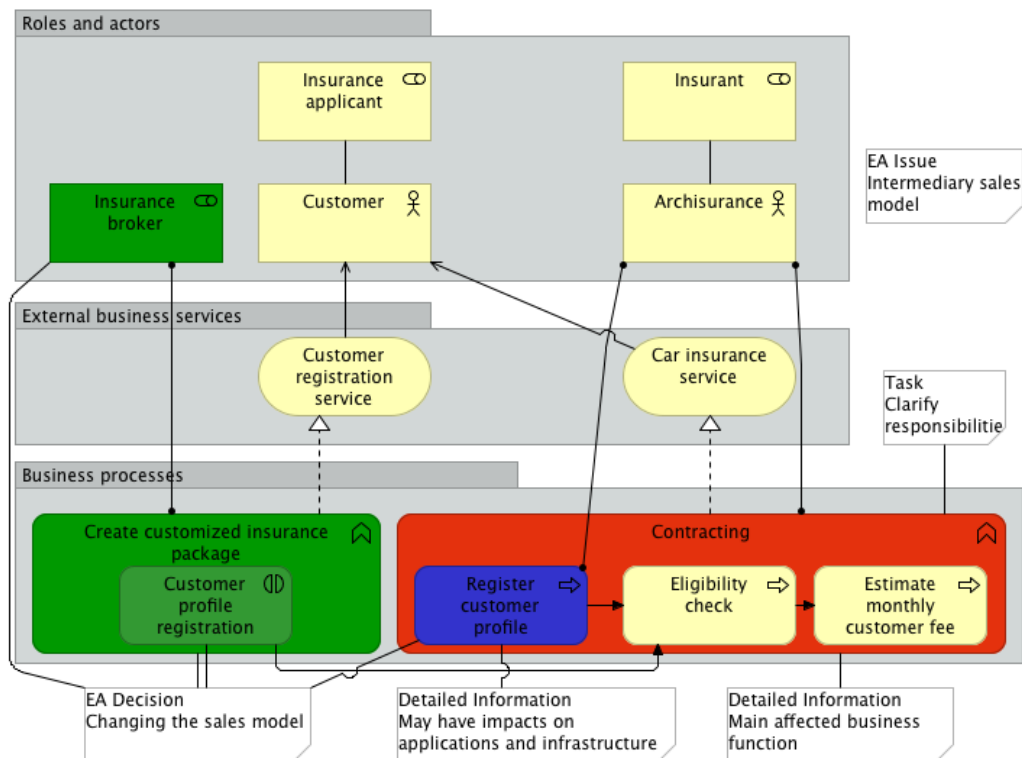 Roles and actors
Insurance
applicant
Insurant
EA Issue
Intermediary sales
model
Insurance
broker
Customer
Archisurance
External business services
Customer
registration
service
Car insurance
service
Task
Clarify
responsibilitie
Business processes
Create customized insurance
package
Contracting
Customer
profile
registration
Register
customer
profile
Eligibility
check
Estimate
monthly
customer fee
EA Decision
Changing the sales model
Detailed Information
May have impacts on
applications and infrastructure
Detailed Information
Main affected business
function